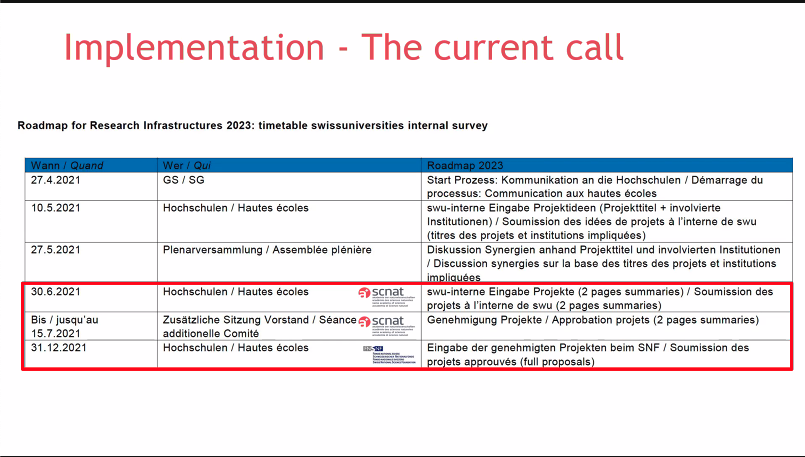 Implementation - The current call
Roadmap for Research Infrastructures 2023: timetable swissuniversities internal survey
Wann / Quand Wer / Qui Roadmap 2023
27.4.2021 GS / SG Start Prozess: Kommunikation an die Hochschulen / Démarrage du
processus: Communication aux hautes écoles
10.5.2021 Hochschulen / Hautes écoles swu-interne Eingabe Projektideen (Projekttitel + involvierte
Institutionen) / Soumission des idées de projets à l'interne de swu
(titres des projets et institutions impliquées)
27.5.2021 Plenarversammlung / Assemblée plénière Diskussion Synergien anhand Projekttitel und involvierten Institutionen
/ Discussion synergies sur la base des titres des projets et institutions
impliquées
30.6.2021 Hochschulen / Hautes écoles scnat swu-interne Eingabe Projekte (2 pages summaries) / Soumission des
projets à l'interne de swu (2 pages summaries)
Bis / jusqu'au Zusätzliche Sitzung Vorstand / Séance scnat Genehmigung Projekte / Approbation projets (2 pages summaries)
15.7.2021 additionelle Comité
31.12.2021 Hochschulen / Hautes écoles Eingabe der genehmigten Projekten beim SNF / Soumission des
projets approuvés (full proposals)